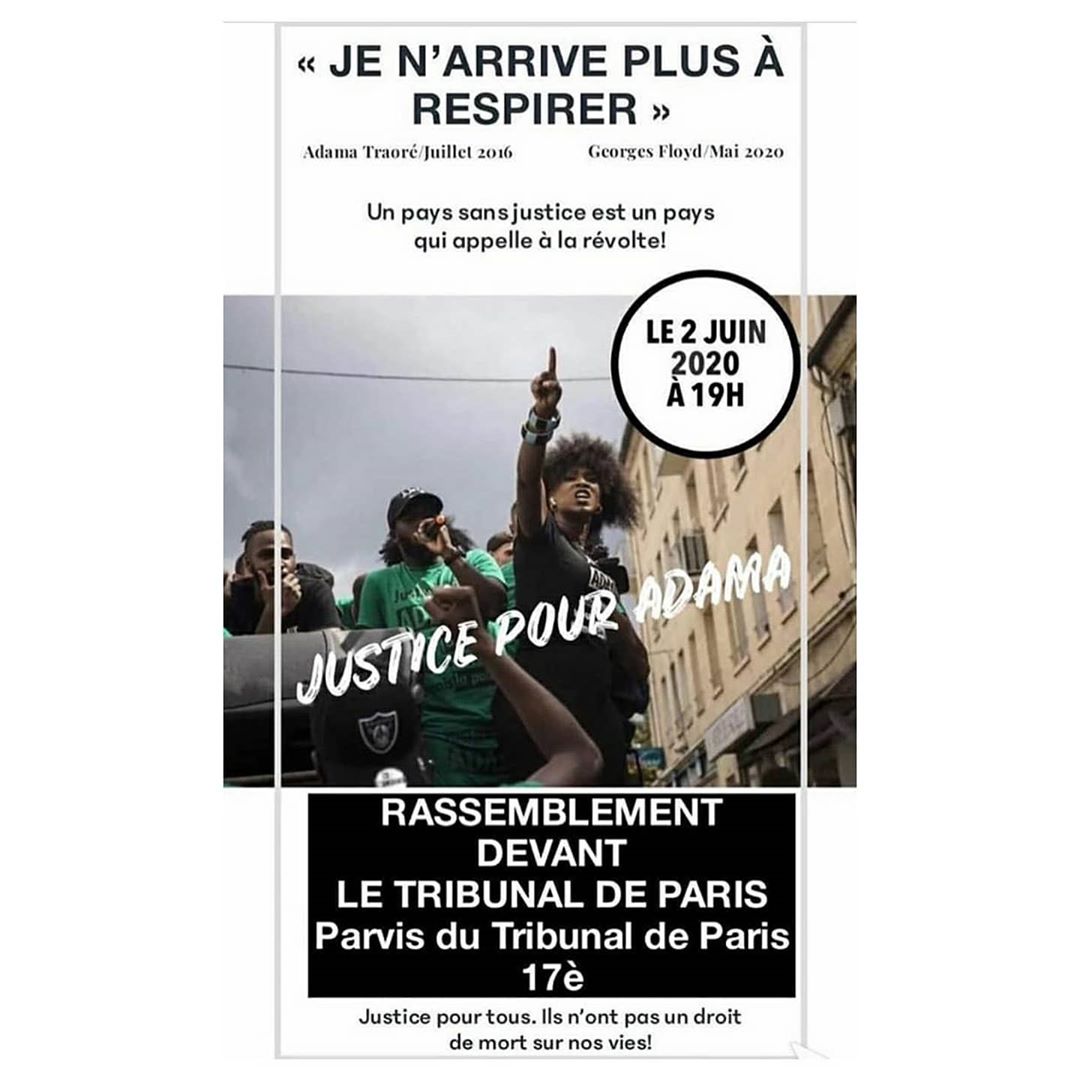 « JE N’ARRIVE PLUS À
RESPIRER »
Adama Traoré/Juillet 2016
Georges Floyd/Mai 2020
Un pays sans justice est un pays
qui appelle à la révolte!
LE 2 JUIN
2020
À 19H
JUSTICE POUR ADAMA
RASSEMBLEMENT
DEVANT
LE TRIBUNAL DE PARIS
Parvis du Tribunal de Paris
17è
Justice pour tous. Ils n’ont pas un droit
de mort sur nos vies!